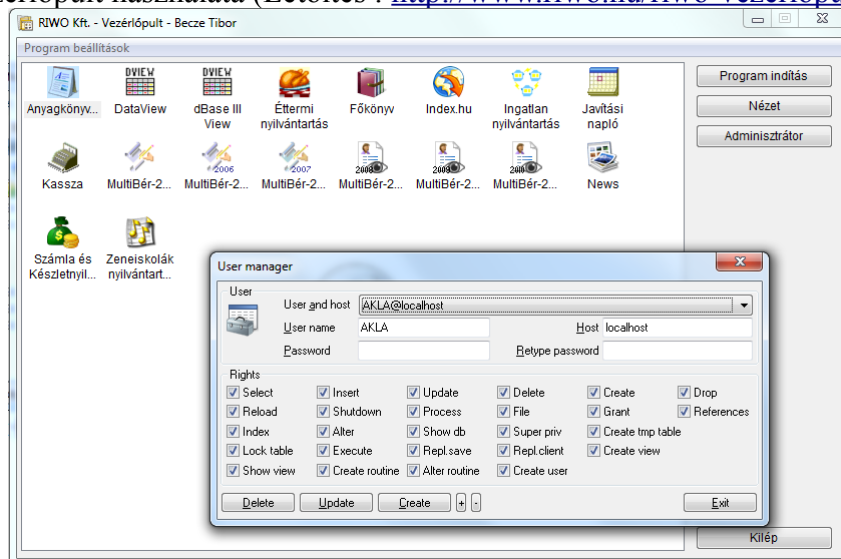 használata (Letöltés : http://www.riwo.hu/riwo-vezérlőpu
RIWO Kft. - Vezérlőpult - Becze Tibor
Program beállítások
Anyagkönyv... DataView dBase III View Éttermi nyilvántartás Főkönyv Index.hu Ingatlan nyilvántartás Javítási napló
Kassza MultiBér-2... MultiBér-2... MultiBér-2... MultiBér-2... MultiBér-2... MultiBér-2... News
Számla és Készletnyil... Zeneiskolák nyilvántart...
Program indítás
Nézet
Adminisztrátor
User manager
User
User and host AKLA@localhost
User name AKLA Host localhost
Password Retype password
Rights
Select Insert Update Delete Create Drop
Reload Shutdown Process File Grant References
Index Alter Show db Super priv Create tmp table
Lock table Execute Repl.save Repl.client Create view
Show view Create routine Alter routine Create user
Delete Update Create + - Exit
Kilép